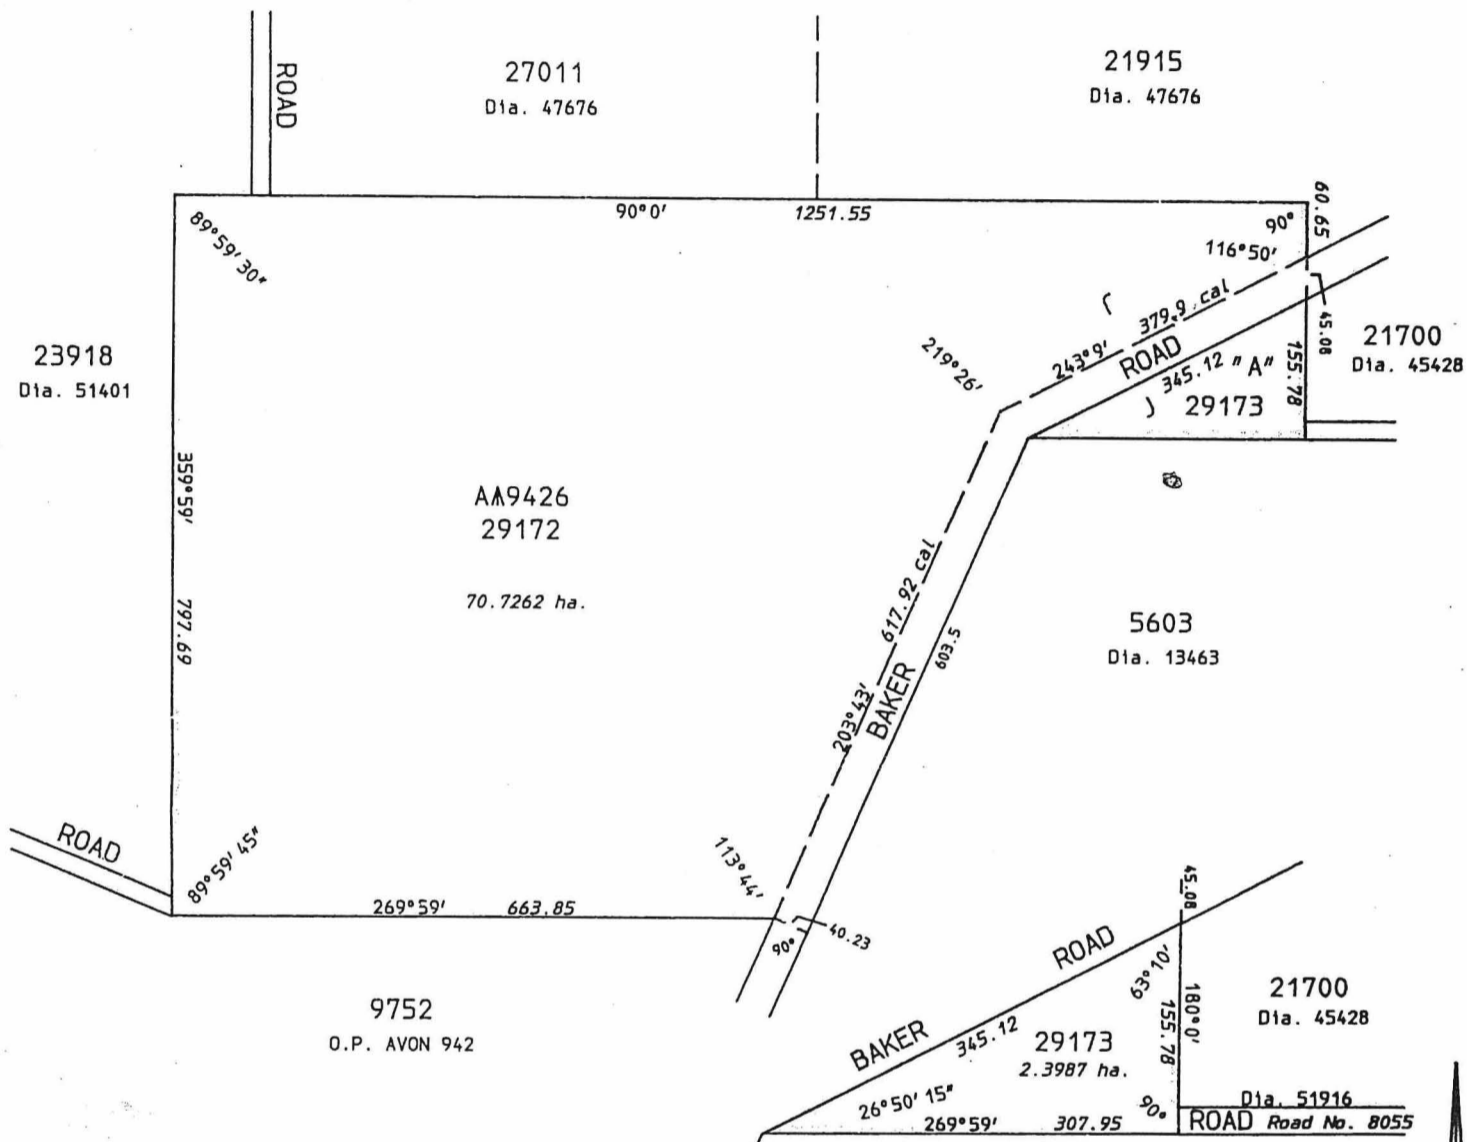 ROAD
27011
Dia. 47676
21915
Dia. 47676
90°0' 1251.55
60.65
90°
116°50'
89°59'30"
23918
Dia. 51401
219°26'
243°9' 379.9 cal
ROAD
345.12 "A"
29173
155.78
45.08
21700
Dia. 45428
359°59' 797.69
AA9426
29172
70.7262 ha.
203°43' 617.92 cal
BAKER
603.5
5603
Dia. 13463
ROAD
89°59'45"
269°59' 663.85
113°44'
90°
40.23
9752
O.P. AVON 942
BAKER ROAD
345.12
45.08
63°10'
180°0'
155.78
21700
Dia. 45428
29173
2.3987 ha.
26°50'15"
269°59' 307.95
90°
Dia. 51916
ROAD Road No. 8055